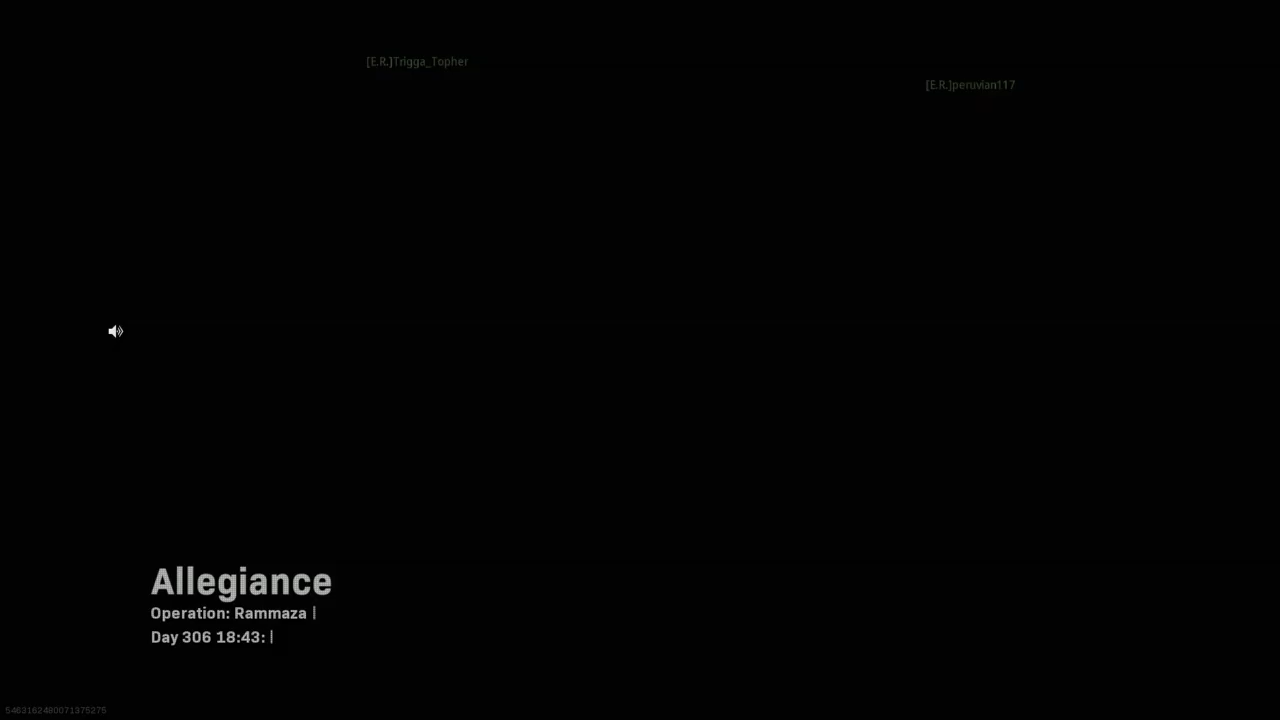 [E.R.]Trigga_Topher
[E.R.]peruvian117
Allegiance
Operation: Rammaza
Day 306 18:43:
5463162480071375275